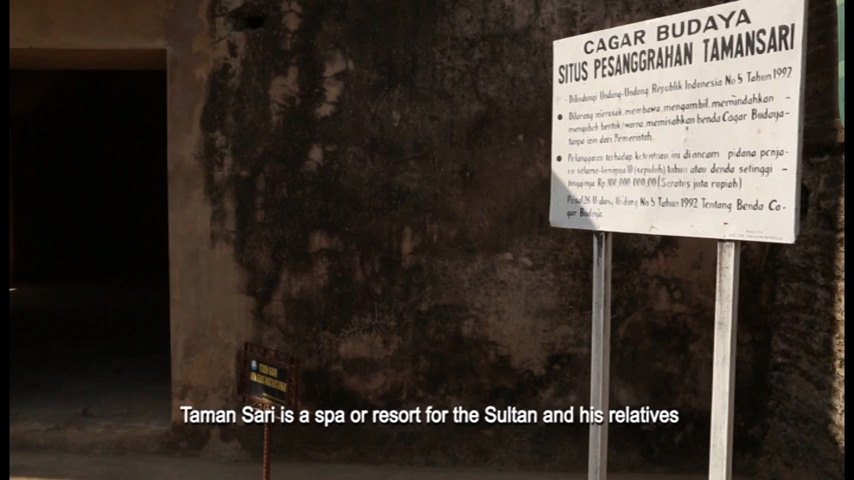 CAGAR BUDAYA
SITUS PESANGGRAHAN TAMANSARI
Dilindungi Undang-Undang Republik Indonesia No 5 Tahun 1992
Dilarang merusak, membawa, mengambil, memindahkan
mengubah bentuk/warna, memisahkan benda Cagar Budaya
tanpa izin dari Pemerintah.
Pelanggaran terhadap ketentuan ini diancam pidana penja-
ra selama-lamanya 10 (sepuluh) tahun atau denda setinggi -
tingginya Rp 100.000.000,00 (Seratus juta rupiah)
Pasal 26 Undang-Undang No 5 Tahun 1992 Tentang Benda Ca-
gar Budaya
Taman Sari is a spa or resort for the Sultan and his relatives